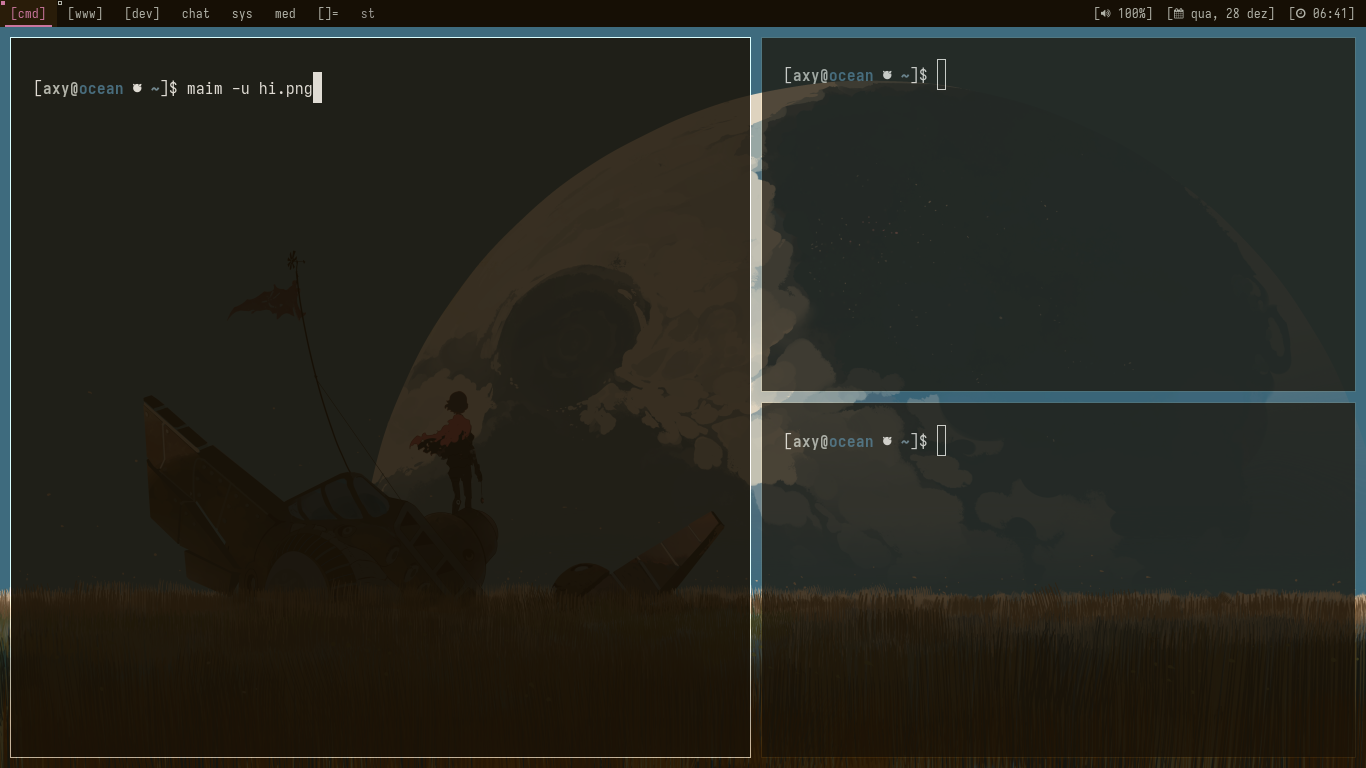 [cmd] [www] [dev] chat sys med []= st [100%] [qua, 28 dez] [06:41]
[axy@ocean ~]$ maim -u hi.png
[axy@ocean ~]$
[axy@ocean ~]$